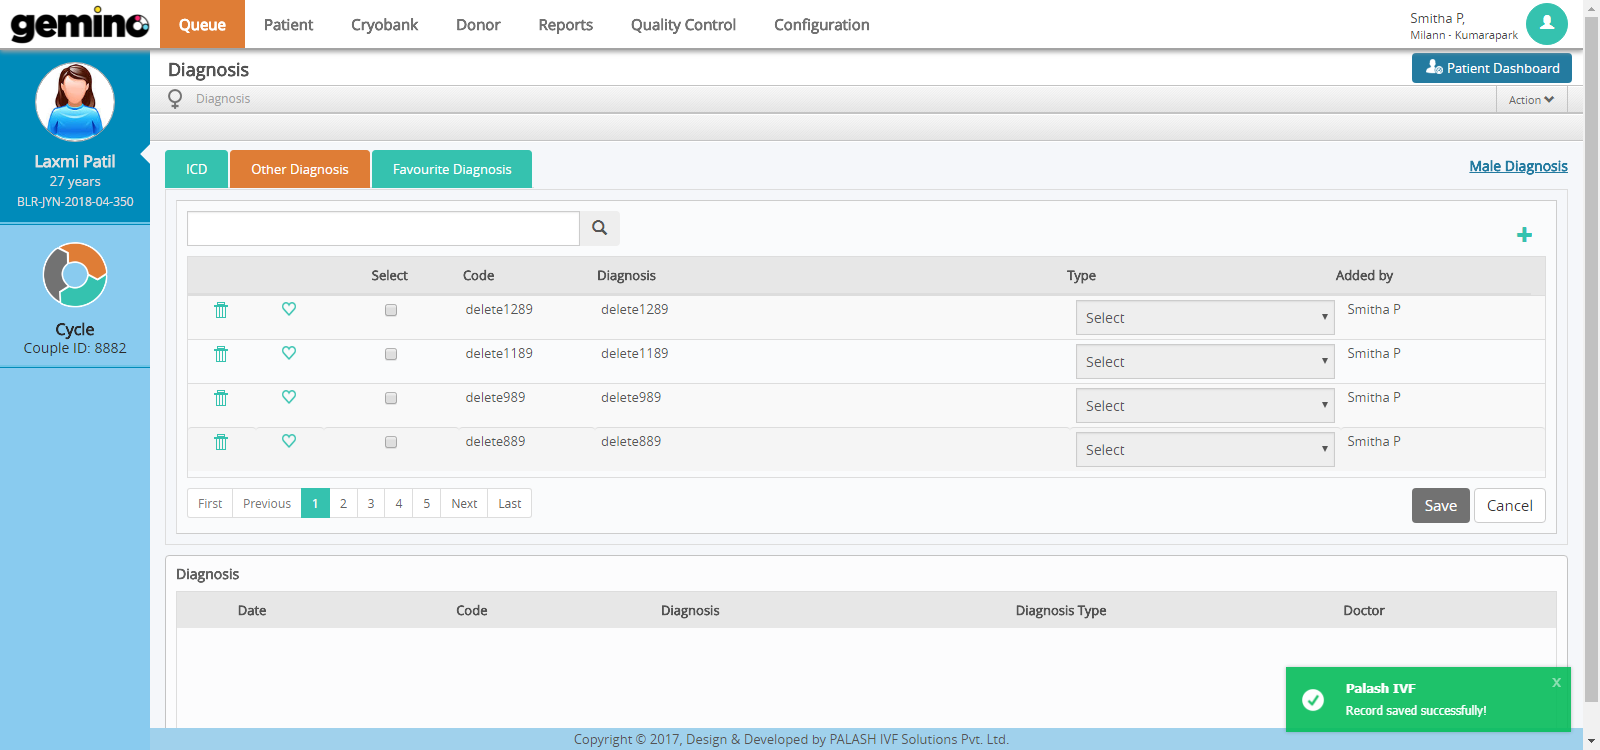 gemino
Queue Patient Cryobank Donor Reports Quality Control Configuration
Smitha P,
Milann - Kumarapark
Diagnosis
Patient Dashboard
Diagnosis
Action
Laxmi Patil
27 years
BLR-JYN-2018-04-350
Cycle
Couple ID: 8882
ICD Other Diagnosis Favourite Diagnosis
Male Diagnosis
Select Code Diagnosis Type Added by
delete1289 delete1289 Select Smitha P
delete1189 delete1189 Select Smitha P
delete989 delete989 Select Smitha P
delete889 delete889 Select Smitha P
First Previous 1 2 3 4 5 Next Last
Save Cancel
Diagnosis
Date Code Diagnosis Diagnosis Type Doctor
Palash IVF
x
Record saved successfully!
Copyright © 2017, Design & Developed by PALASH IVF Solutions Pvt. Ltd.